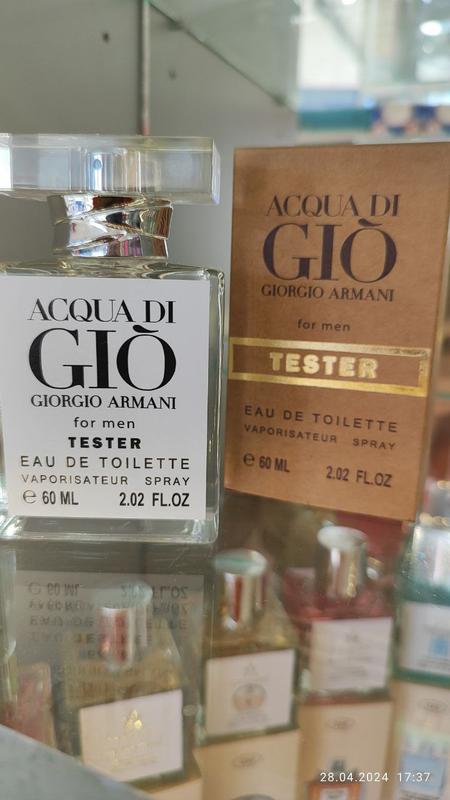 ACQUA DI
GIÒ
GIORGIO ARMANI
for men
TESTER
EAU DE TOILETTE
VAPORISATEUR SPRAY
℮ 60 ML 2.02 FL.OZ
ACQUA DI
GIÒ
GIORGIO ARMANI
for men
TESTER
EAU DE TOILETTE
VAPORISATEUR SPRAY
℮ 60 ML 2.02 FL.OZ
28.04.2024 17:37